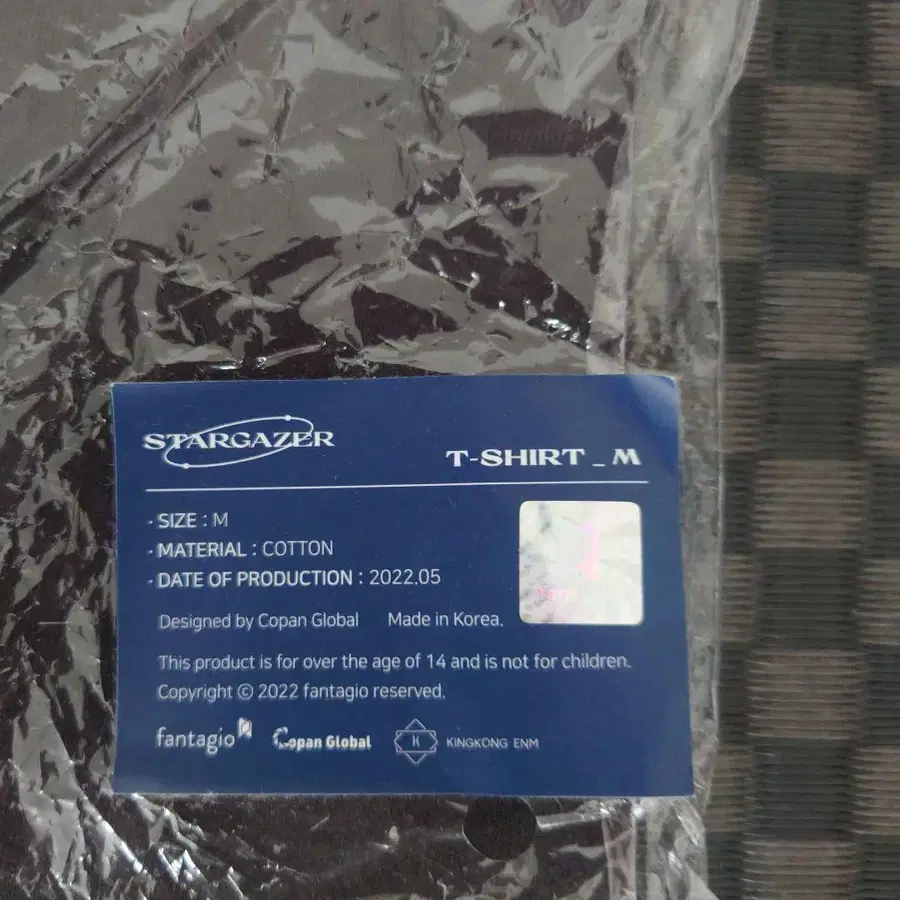 STARGAZER
T-SHIRT _ M
· SIZE : M
· MATERIAL : COTTON
· DATE OF PRODUCTION : 2022.05
Designed by Copan Global Made in Korea.
This product is for over the age of 14 and is not for children.
Copyright ⓒ 2022 fantagio reserved.
fantagio Copan Global K KINGKONG ENM